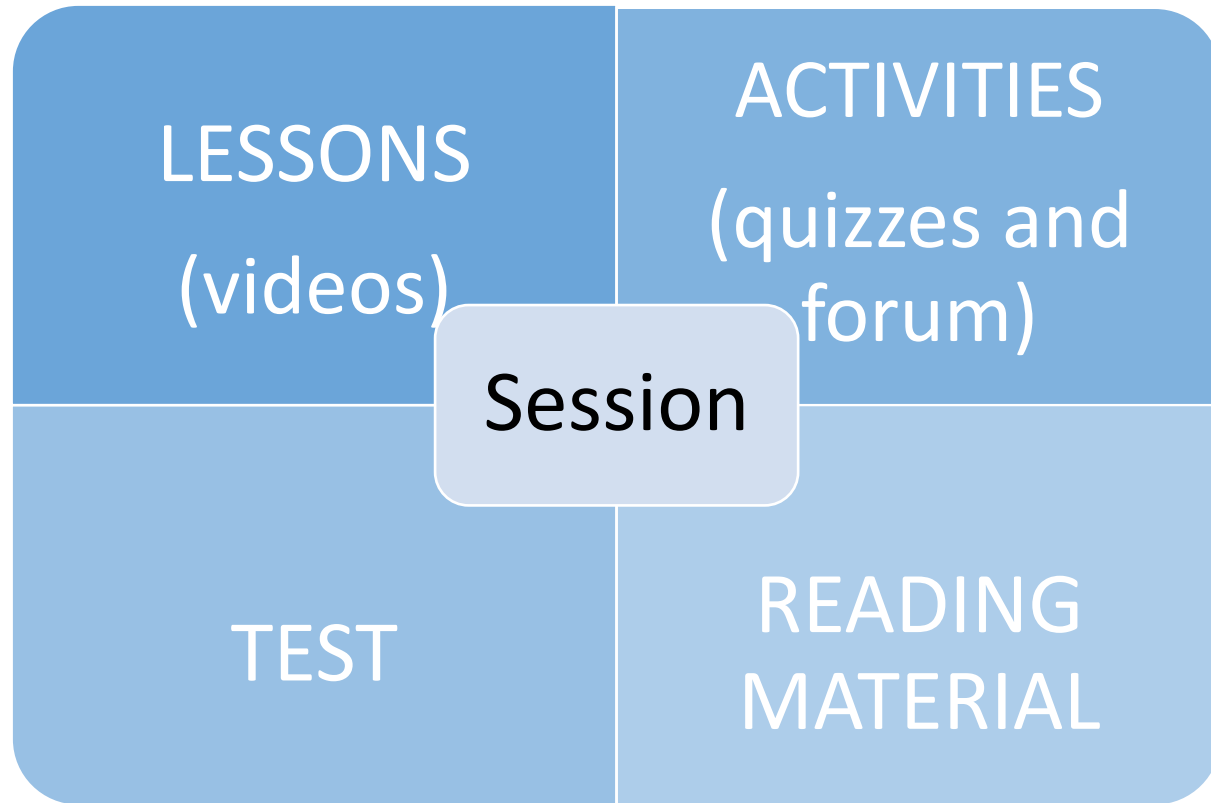 LESSONS
(videos)
ACTIVITIES
(quizzes and
forum)
Session
TEST
READING
MATERIAL